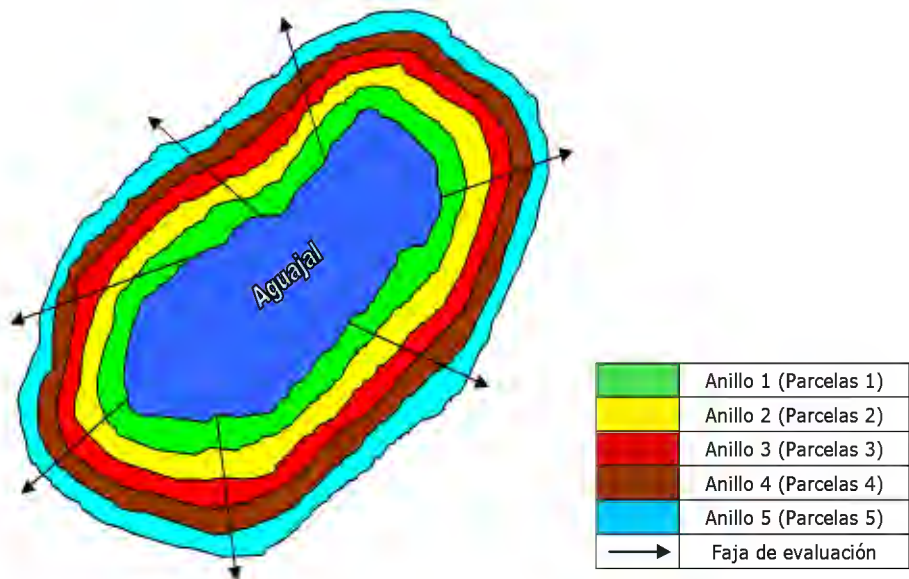 Aguajal
Anillo 1 (Parcelas 1)
Anillo 2 (Parcelas 2)
Anillo 3 (Parcelas 3)
Anillo 4 (Parcelas 4)
Anillo 5 (Parcelas 5)
Faja de evaluación